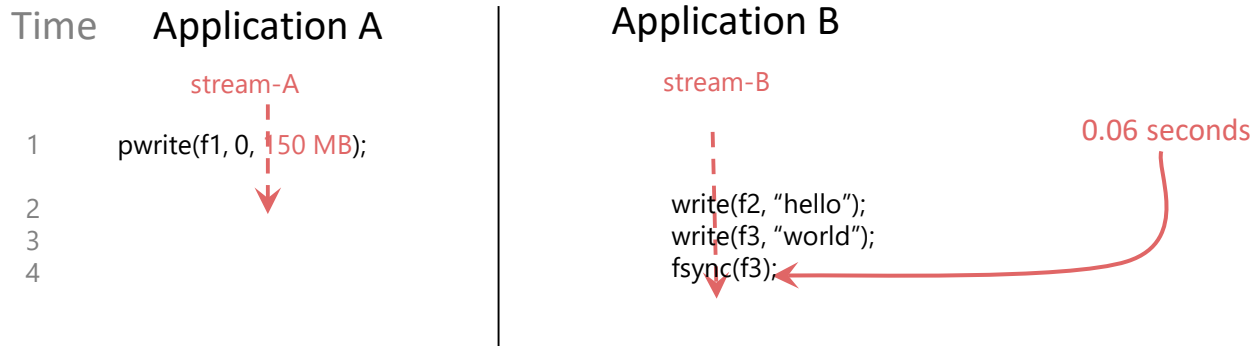 Time Application A Application B
stream-A stream-B
0.06 seconds
1 pwrite(f1, 0, 150 MB);
2 write(f2, “hello”);
3 write(f3, “world”);
4 fsync(f3);